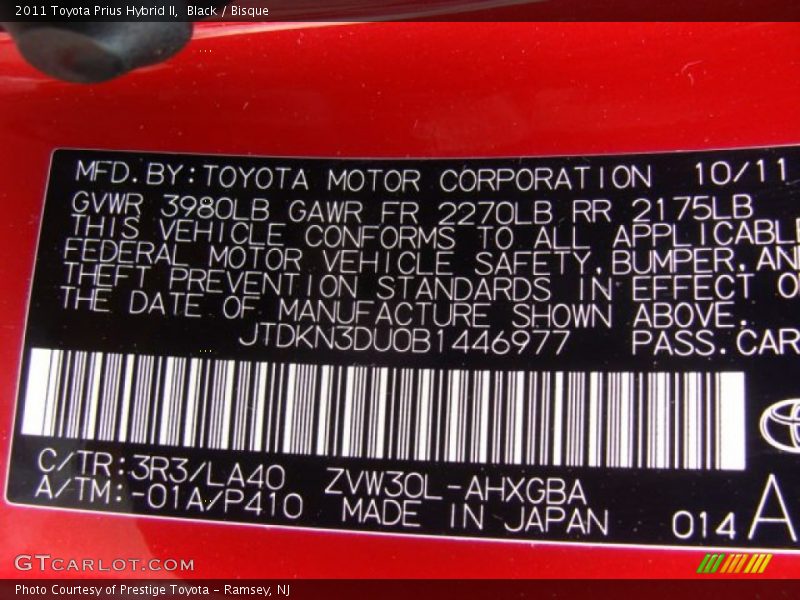 2011 Toyota Prius Hybrid II, Black / Bisque
MFD.BY:TOYOTA MOTOR CORPORATION 10/11
GVWR 3980LB GAWR FR 2270LB RR 2175LB
THIS VEHICLE CONFORMS TO ALL APPLICABLE
FEDERAL MOTOR VEHICLE SAFETY,BUMPER,AN
THEFT PREVENTION STANDARDS IN EFFECT O
THE DATE OF MANUFACTURE SHOWN ABOVE.
JTDKN3DU0B1446977 PASS.CAR
C/TR:3R3/LA40 ZVW30L-AHXGBA
A/TM:-01A/P410 MADE IN JAPAN 014 A
GTCARLOT.COM
Photo Courtesy of Prestige Toyota - Ramsey, NJ